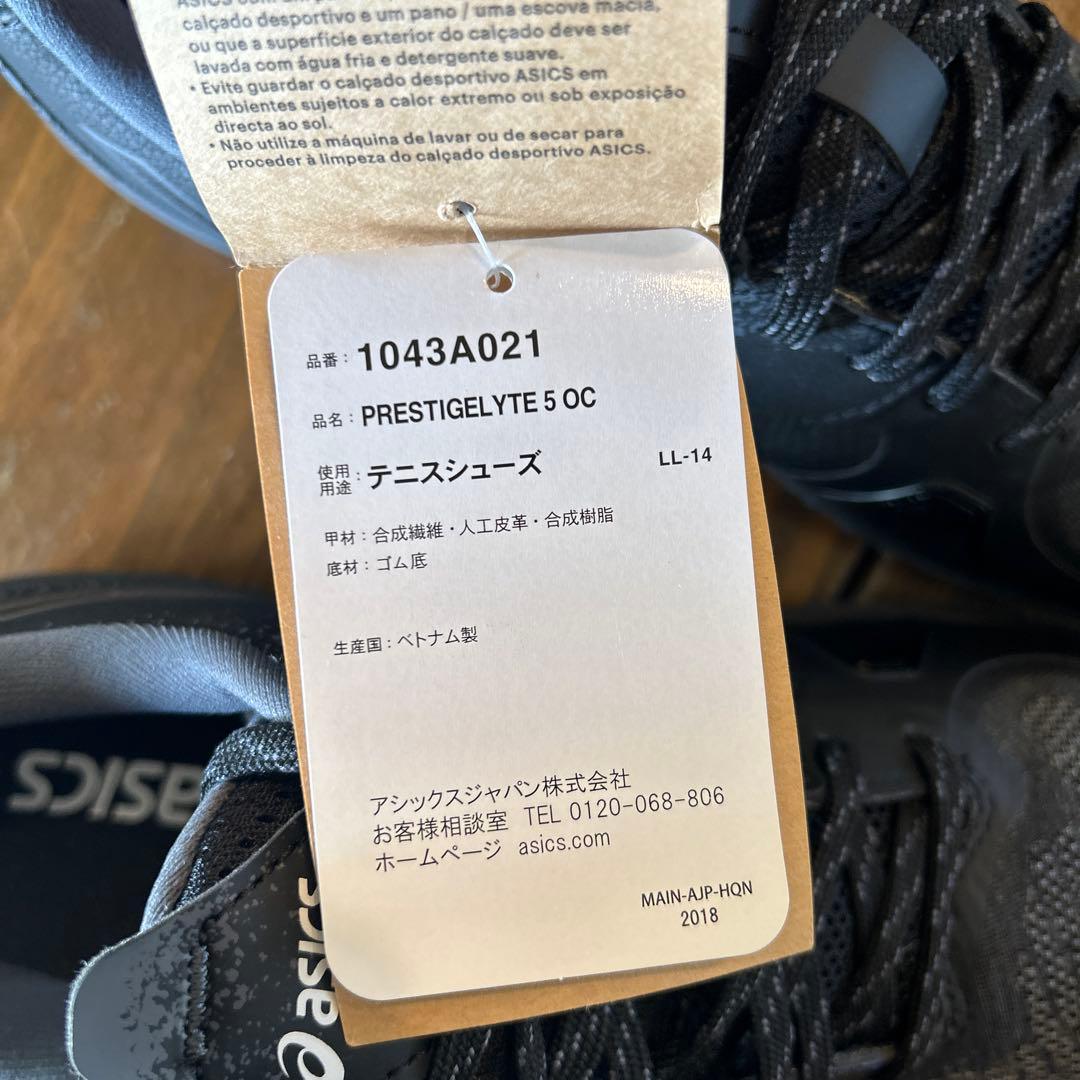 calçado desportivo e um pano / uma escova macia,
ou que a superfície exterior do calçado deve ser
lavada com água fria e detergente suave.
• Evite guardar o calçado desportivo ASICS em
ambientes sujeitos a calor extremo ou sob exposição
directa ao sol.
• Não utilize a máquina de lavar ou de secar para
proceder à limpeza do calçado desportivo ASICS.
品番：1043A021
品名：PRESTIGELYTE 5 OC
使用用途：テニスシューズ LL-14
甲材：合成繊維・人工皮革・合成樹脂
底材：ゴム底
生産国：ベトナム製
アシックスジャパン株式会社
お客様相談室 TEL 0120-068-806
ホームページ asics.com
MAIN-AJP-HQN
2018
ASICS
asics